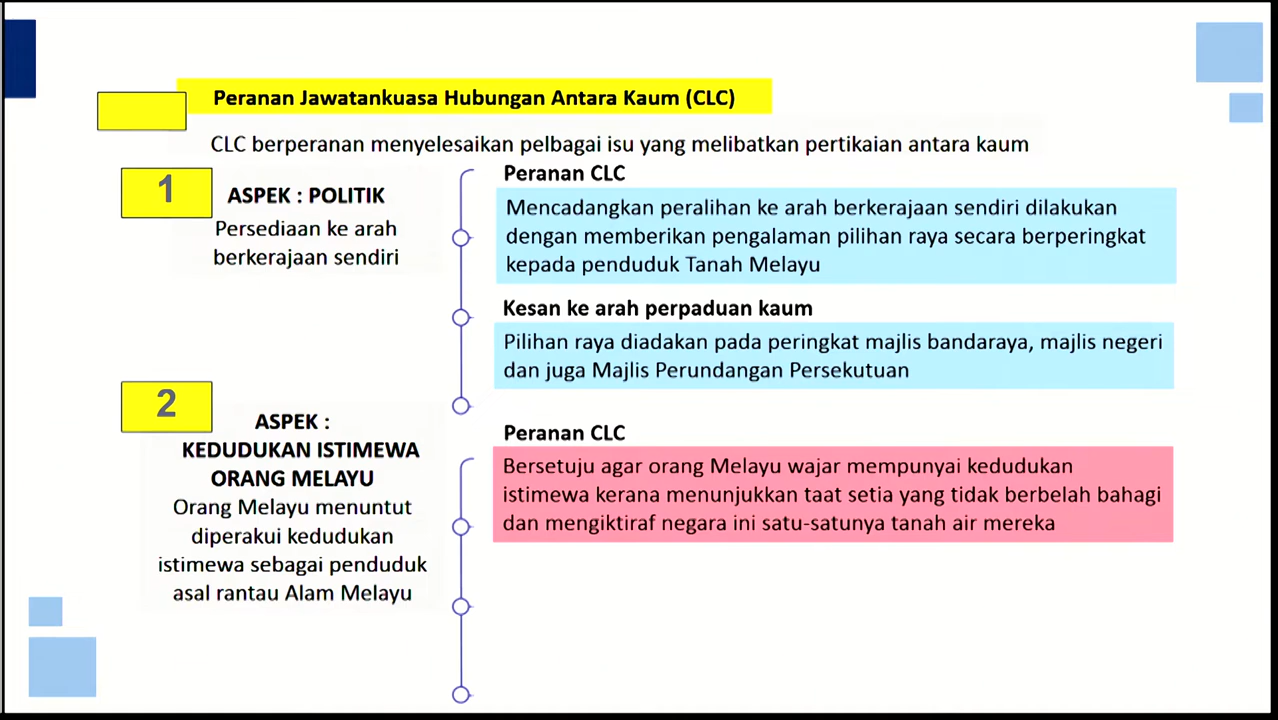 Peranan Jawatankuasa Hubungan Antara Kaum (CLC)
CLC berperanan menyelesaikan pelbagai isu yang melibatkan pertikaian antara kaum
1
ASPEK : POLITIK
Persediaan ke arah
berkerajaan sendiri
Peranan CLC
Mencadangkan peralihan ke arah berkerajaan sendiri dilakukan
dengan memberikan pengalaman pilihan raya secara berperingkat
kepada penduduk Tanah Melayu
Kesan ke arah perpaduan kaum
Pilihan raya diadakan pada peringkat majlis bandaraya, majlis negeri
dan juga Majlis Perundangan Persekutuan
2
ASPEK :
KEDUDUKAN ISTIMEWA
ORANG MELAYU
Orang Melayu menuntut
diperakui kedudukan
istimewa sebagai penduduk
asal rantau Alam Melayu
Peranan CLC
Bersetuju agar orang Melayu wajar mempunyai kedudukan
istimewa kerana menunjukkan taat setia yang tidak berbelah bahagi
dan mengiktiraf negara ini satu-satunya tanah air mereka